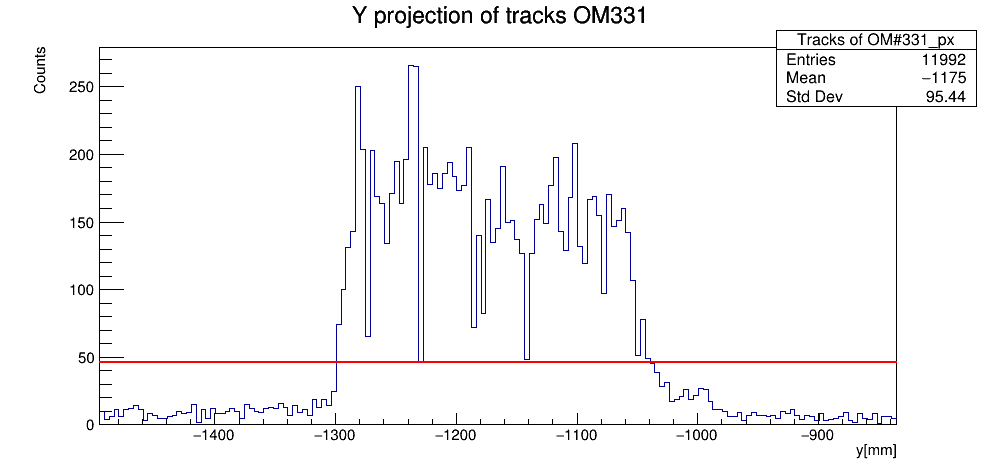 Y projection of tracks OM331
Tracks of OM#331_px
Entries 11992
Mean −1175
Std Dev 95.44
Counts
250
200
150
100
50
0
−1400 −1300 −1200 −1100 −1000 −900
y[mm]